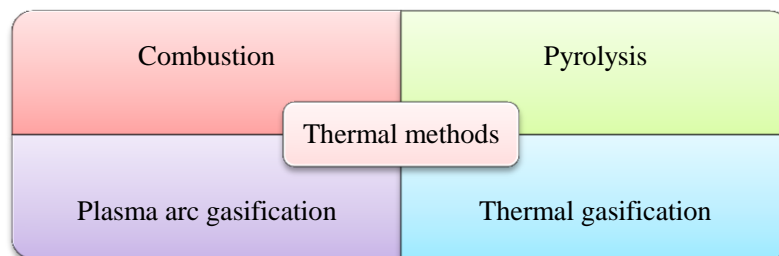 Combustion
Pyrolysis
Thermal methods
Plasma arc gasification
Thermal gasification